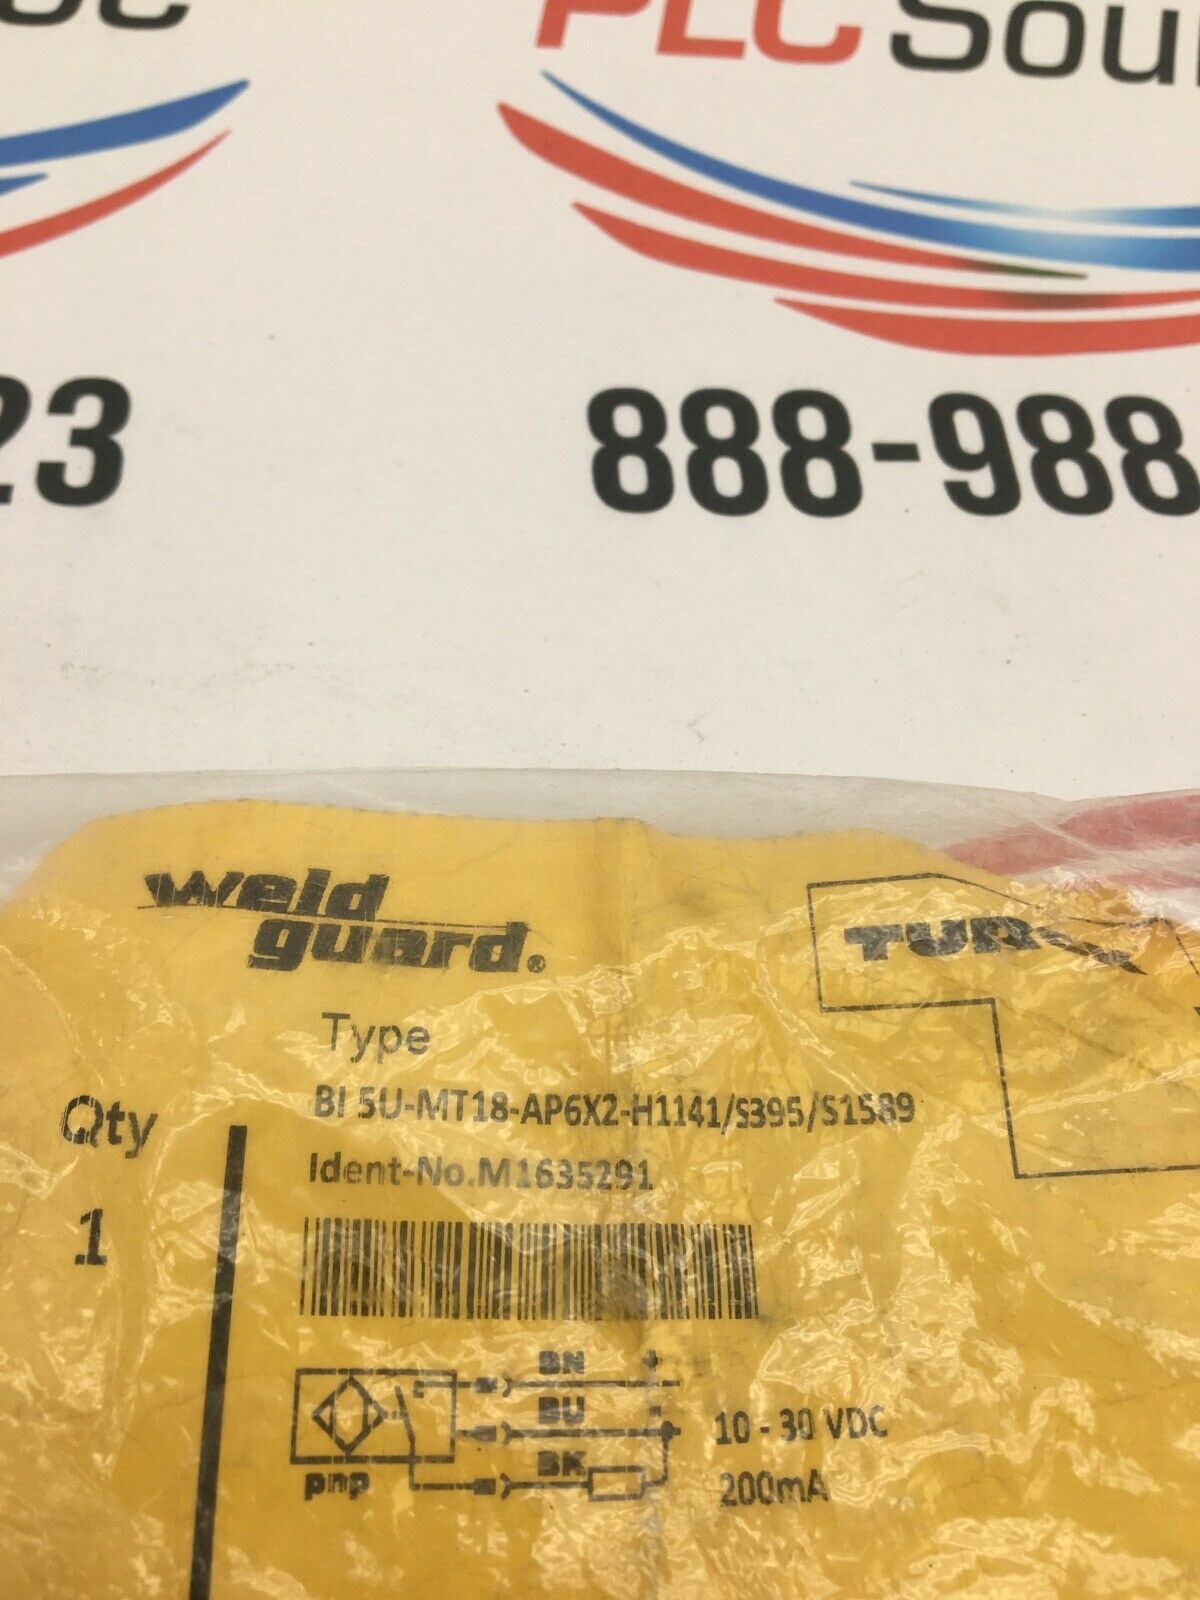 PLC Sou
23
888-988
weld
guard®
TURCK
Type
BI 5U-MT18-AP6X2-H1141/S395/S1589
Qty
Ident-No.M1635291
1
BN +
BU -
10 - 30 VDC
BK
pnp
200mA